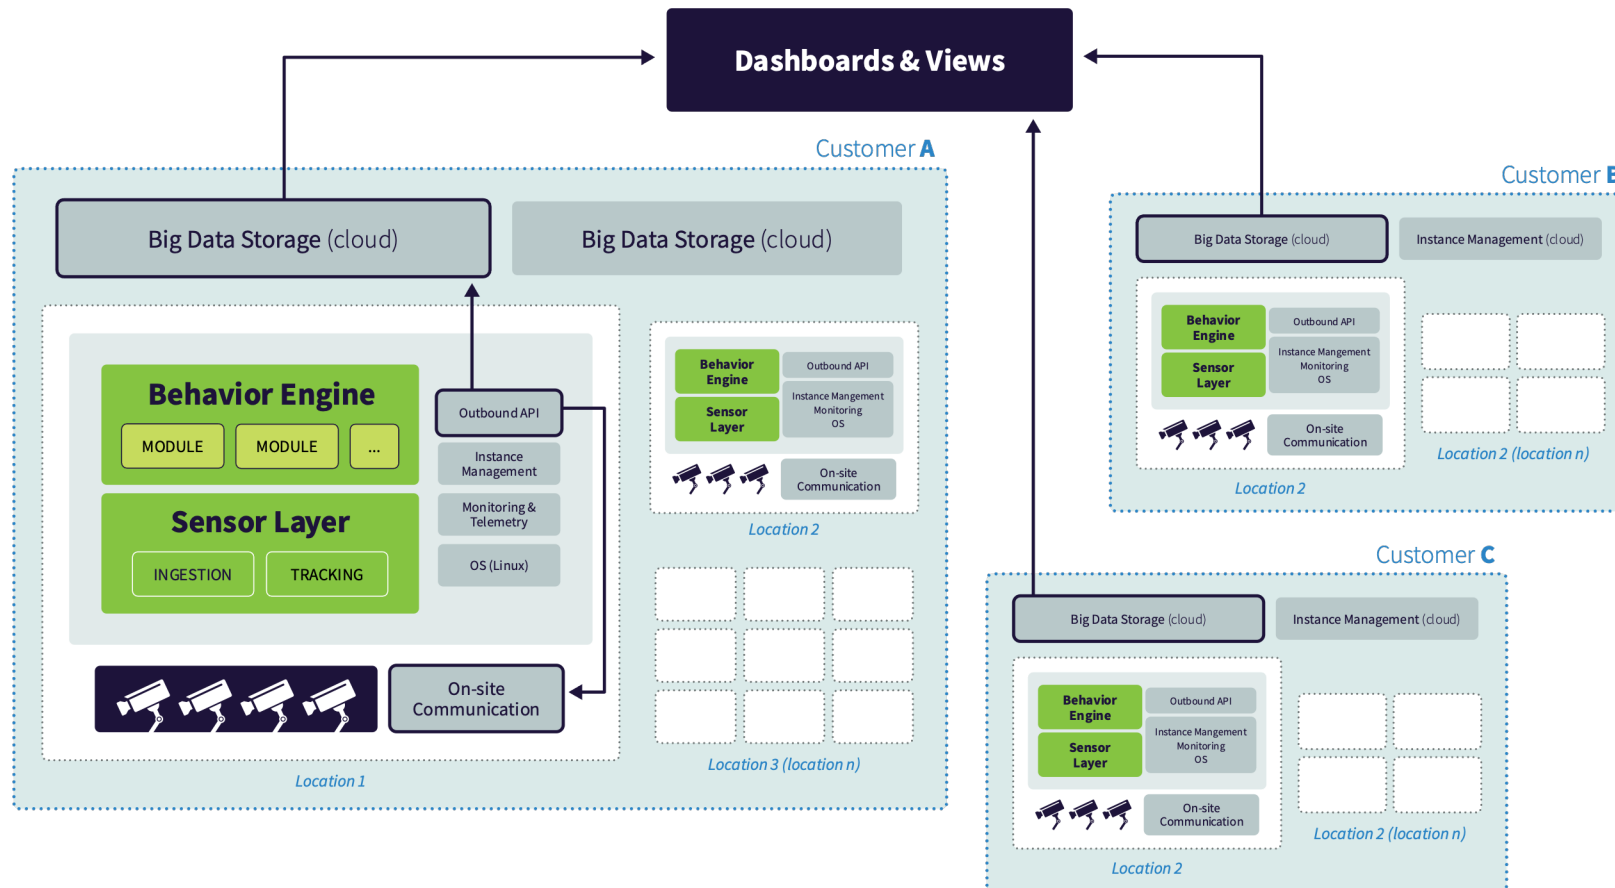 Dashboards & Views
Customer A
Big Data Storage (cloud)
Big Data Storage (cloud)
Behavior Engine
MODULE
MODULE
...
Sensor Layer
INGESTION
TRACKING
Outbound API
Instance
Management
Monitoring &
Telemetry
OS (Linux)
On-site
Communication
Location 1
Behavior
Engine
Sensor
Layer
Outbound API
Instance Mangement
Monitoring
OS
On-site
Communication
Location 2
Location 3 (location n)
Customer B
Big Data Storage (cloud)
Instance Management (cloud)
Behavior
Engine
Sensor
Layer
Outbound API
Instance Mangement
Monitoring
OS
On-site
Communication
Location 2
Location 2 (location n)
Customer C
Big Data Storage (cloud)
Instance Management (cloud)
Behavior
Engine
Sensor
Layer
Outbound API
Instance Mangement
Monitoring
OS
On-site
Communication
Location 2
Location 2 (location n)